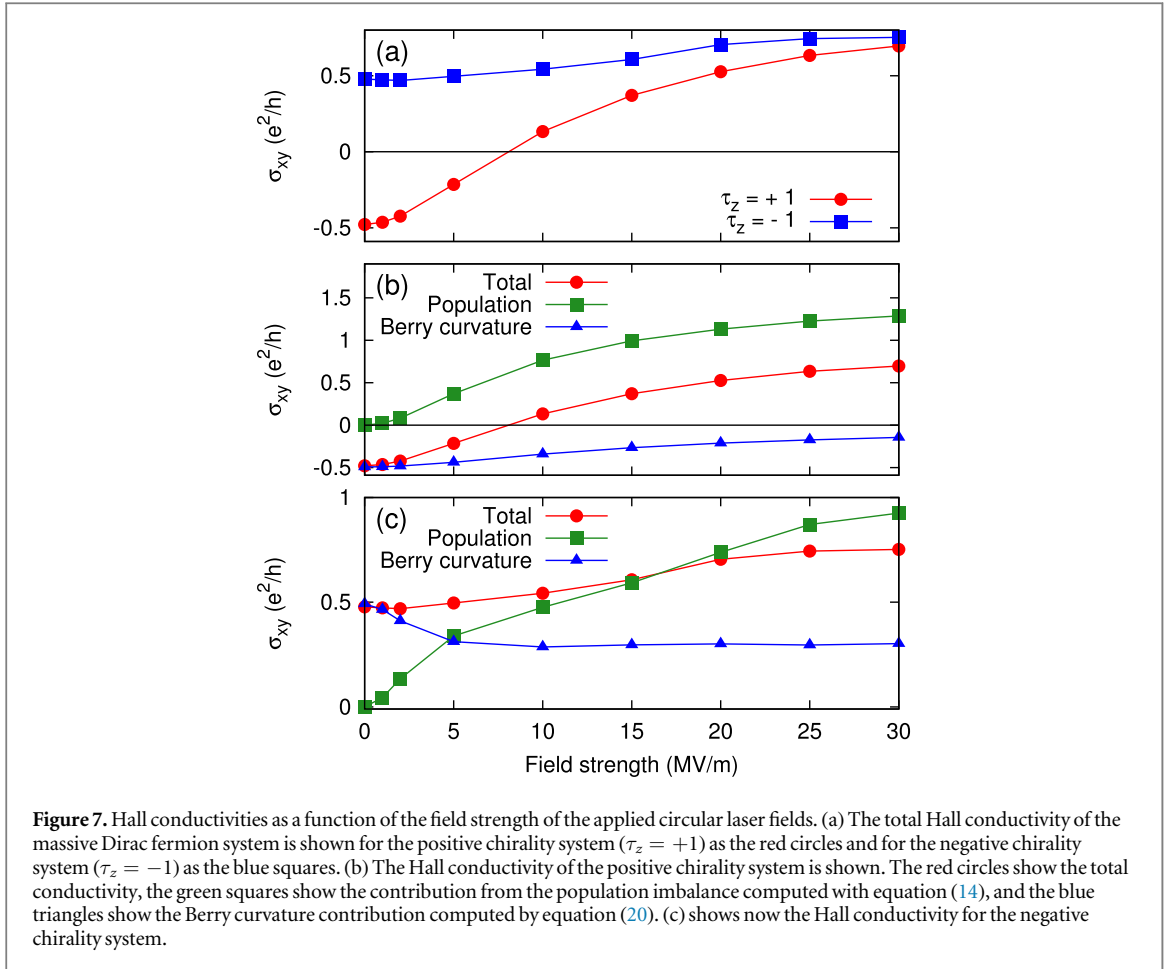 (a)
0.5
0
-0.5
σxy (e²/h)
τz = + 1
τz = - 1
(b)
Total
Population
Berry curvature
1.5
1
0.5
0
-0.5
σxy (e²/h)
(c)
Total
Population
Berry curvature
1
0.5
0
σxy (e²/h)
0 5 10 15 20 25 30
Field strength (MV/m)
Figure 7. Hall conductivities as a function of the field strength of the applied circular laser fields. (a) The total Hall conductivity of the
massive Dirac fermion system is shown for the positive chirality system (τz = +1) as the red circles and for the negative chirality
system (τz = −1) as the blue squares. (b) The Hall conductivity of the positive chirality system is shown. The red circles show the total
conductivity, the green squares show the contribution from the population imbalance computed with equation (14), and the blue
triangles show the Berry curvature contribution computed by equation (20). (c) shows now the Hall conductivity for the negative
chirality system.